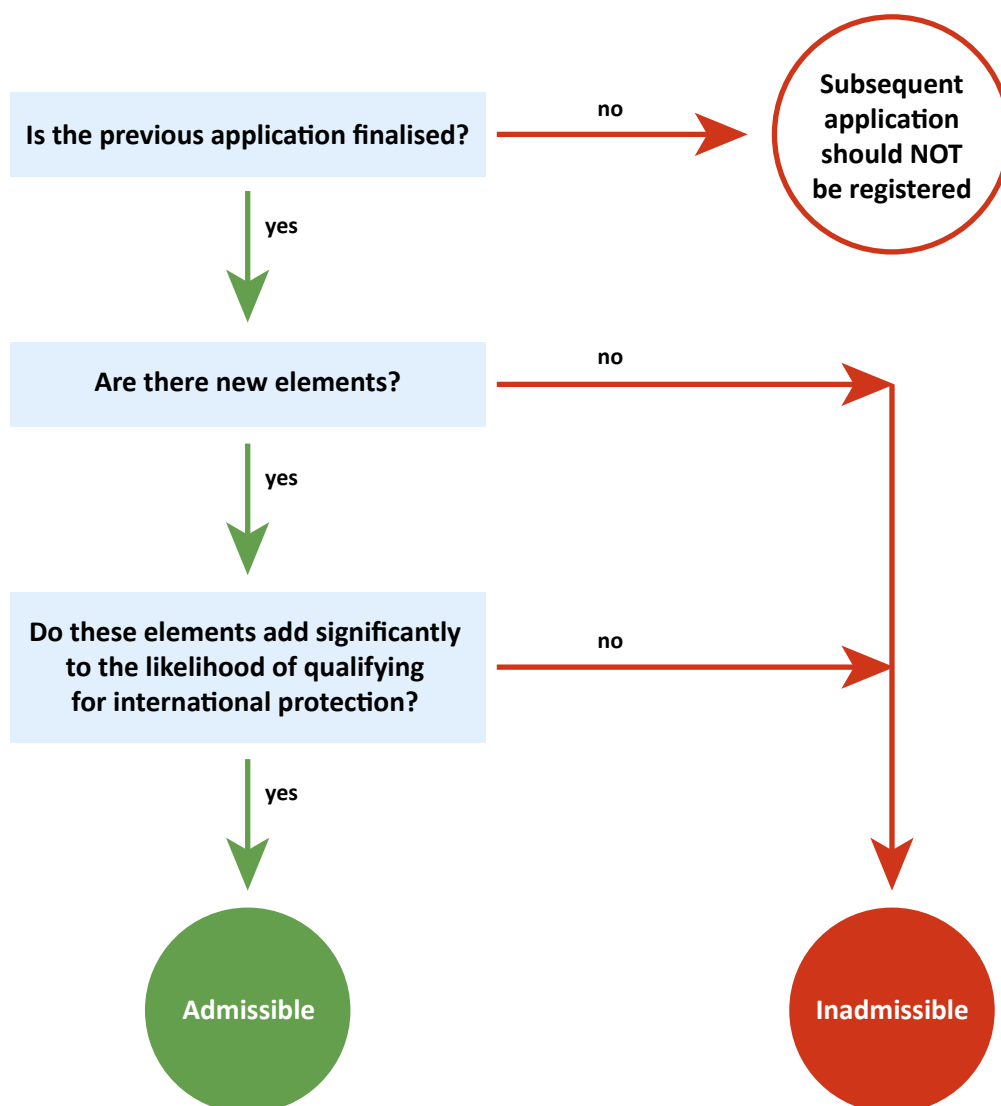 Is the previous application finalised?
no
Subsequent
application
should NOT
be registered
yes
Are there new elements?
no
yes
Do these elements add significantly
to the likelihood of qualifying
for international protection?
no
yes
Admissible
Inadmissible